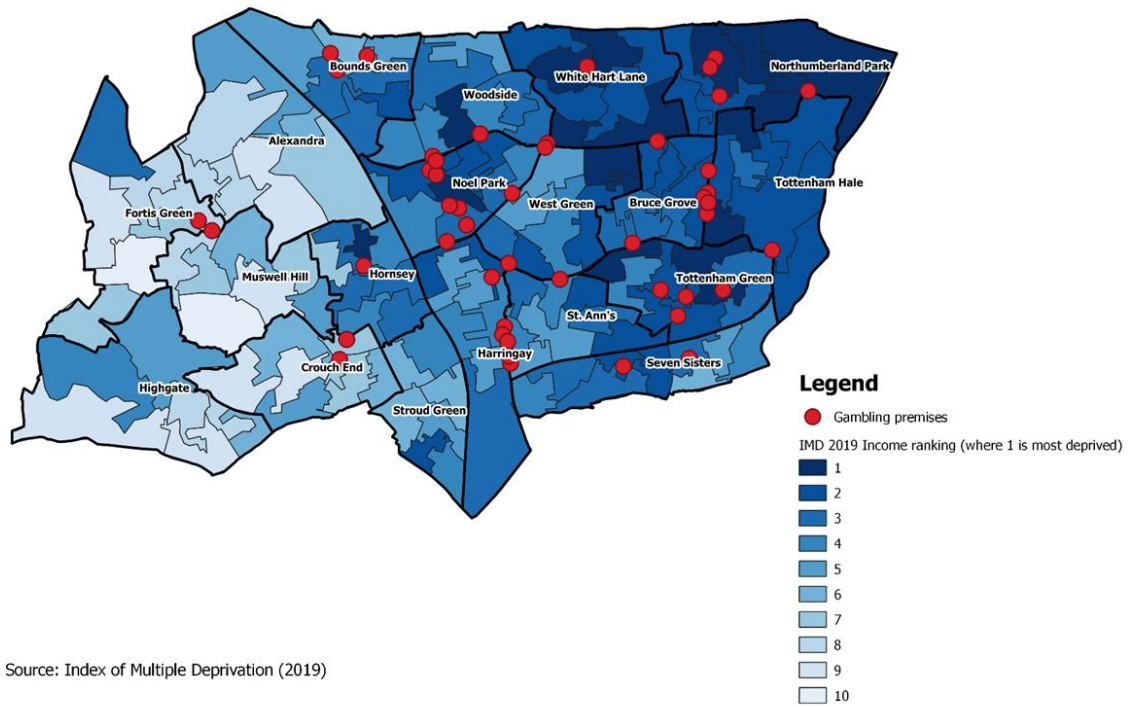 Bounds Green
White Hart Lane
Northumberland Park
Woodside
Alexandra
Noel Park
Tottenham Hale
West Green
Bruce Grove
Fortis Green
Muswell Hill
Hornsey
Tottenham Green
St. Ann's
Harringay
Seven Sisters
Crouch End
Highgate
Stroud Green
Legend
Gambling premises
IMD 2019 Income ranking (where 1 is most deprived)
1
2
3
4
5
6
7
8
9
10
Source: Index of Multiple Deprivation (2019)